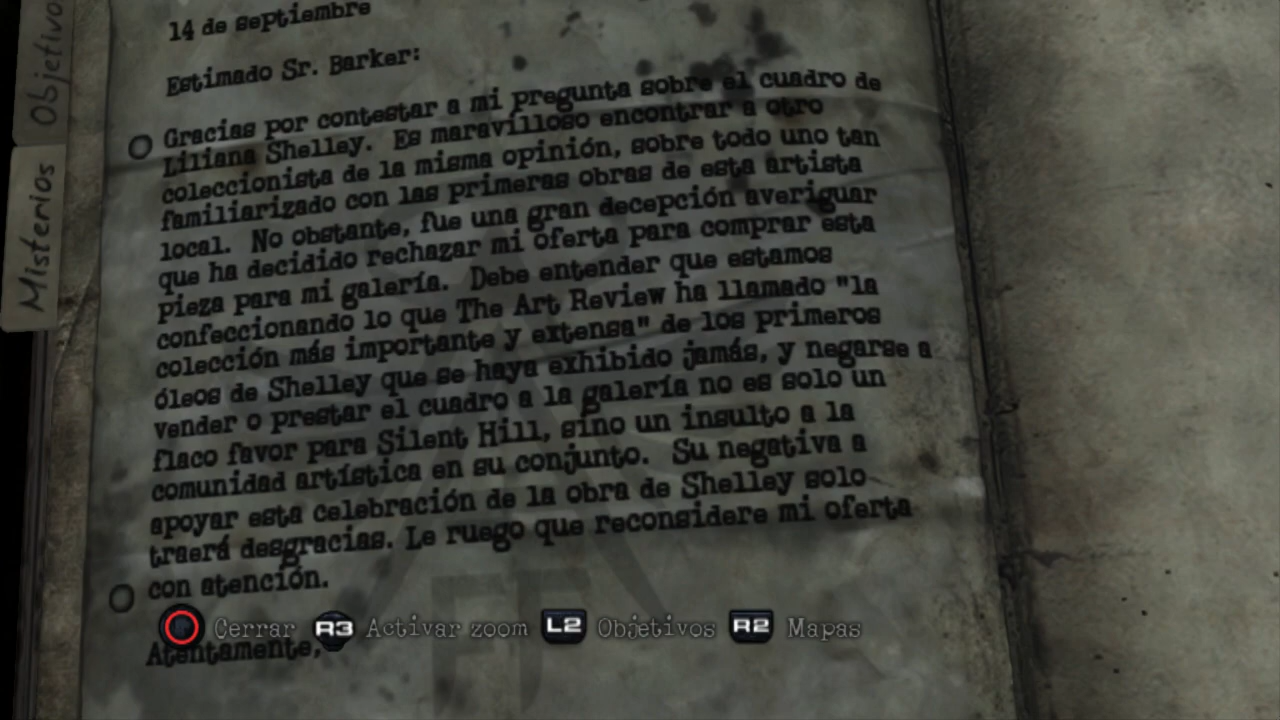 Objetivo
Misterios
14 de septiembre
Estimado Sr. Barker:
Gracias por contestar a mi pregunta sobre el cuadro de
Liliana Shelley. Es maravilloso encontrar a otro
coleccionista de la misma opinión, sobre todo uno tan
familiarizado con las primeras obras de esta artista
local. No obstante, fue una gran decepción averiguar
que ha decidido rechazar mi oferta para comprar esta
pieza para mi galería. Debe entender que estamos
confeccionando lo que The Art Review ha llamado "la
colección más importante y extensa" de los primeros
óleos de Shelley que se haya exhibido jamás, y negarse a
vender o prestar el cuadro a la galería no es solo un
flaco favor para Silent Hill, sino un insulto a la
comunidad artística en su conjunto. Su negativa a
apoyar esta celebración de la obra de Shelley solo
traerá desgracias. Le ruego que reconsidere mi oferta
con atención.
Cerrar R3 Activar zoom L2 Objetivos R2 Mapas
Atentamente,